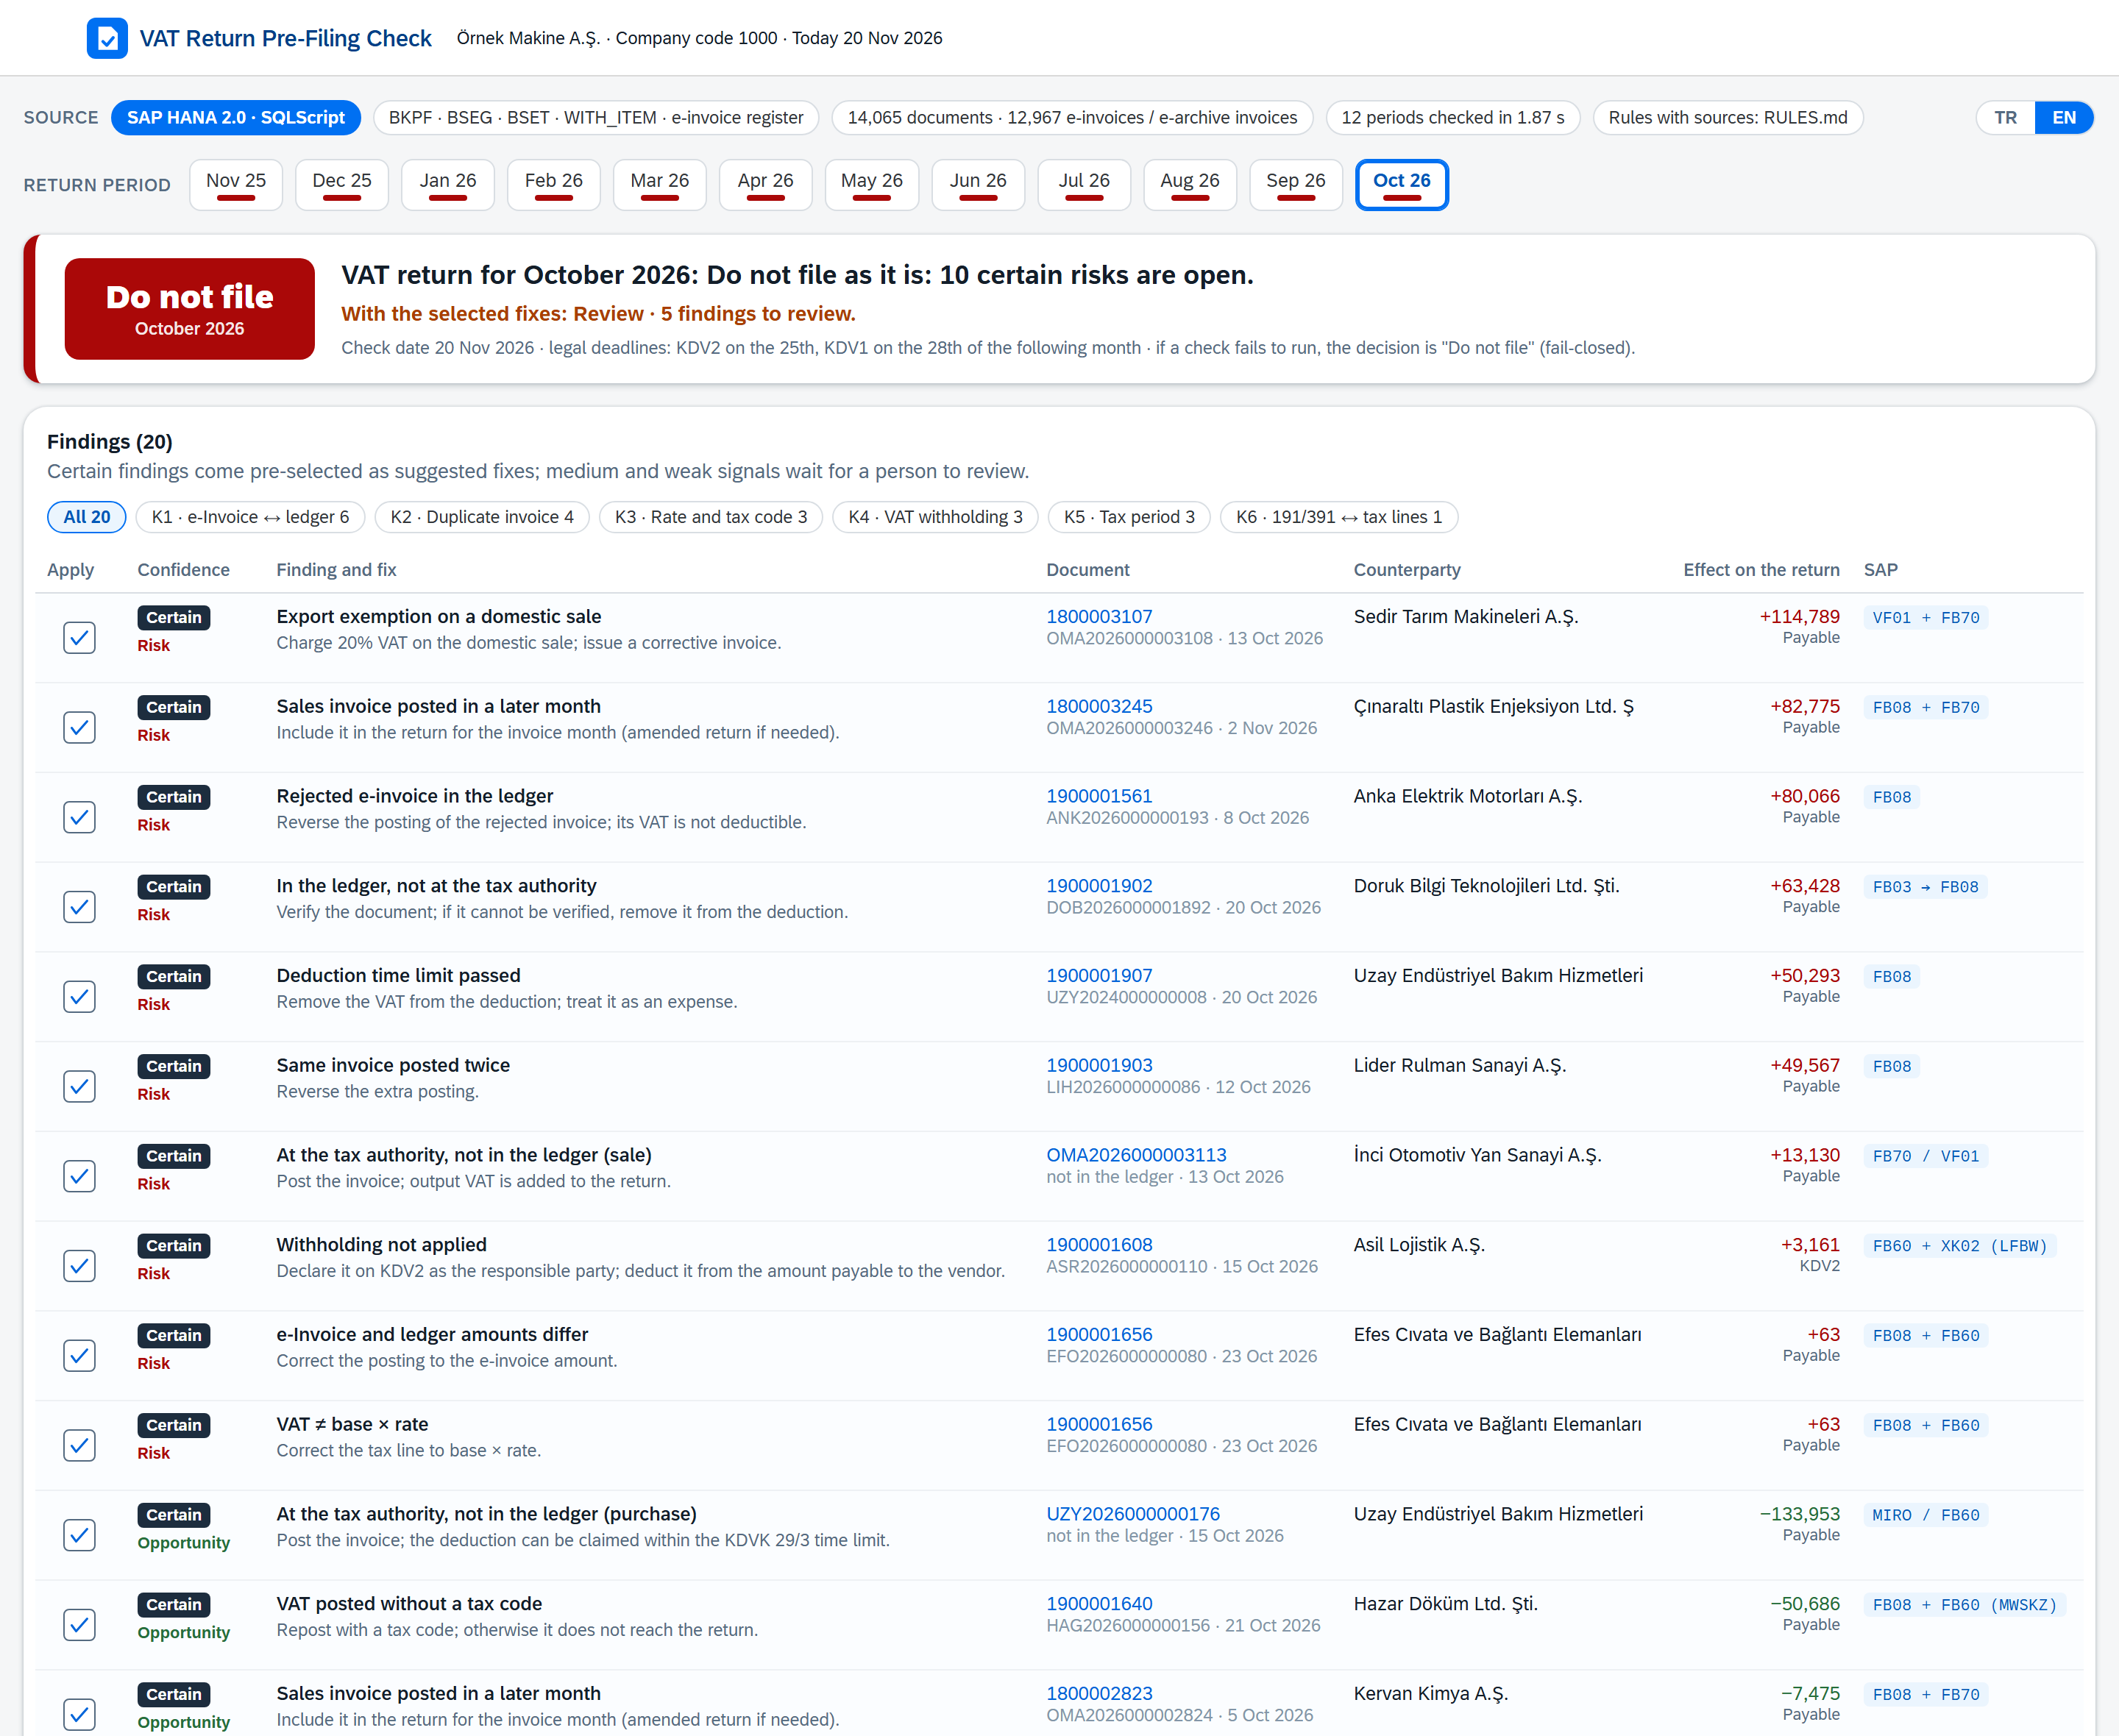 VAT Return Pre-Filing Check
Örnek Makine A.Ş. · Company code 1000 · Today 20 Nov 2026
SOURCE
SAP HANA 2.0 · SQLScript
BKPF · BSEG · BSET · WITH_ITEM · e-invoice register
14,065 documents · 12,967 e-invoices / e-archive invoices
12 periods checked in 1.87 s
Rules with sources: RULES.md
TR
EN
RETURN PERIOD
Nov 25
Dec 25
Jan 26
Feb 26
Mar 26
Apr 26
May 26
Jun 26
Jul 26
Aug 26
Sep 26
Oct 26
Do not file
October 2026
VAT return for October 2026: Do not file as it is: 10 certain risks are open.
With the selected fixes: Review · 5 findings to review.
Check date 20 Nov 2026 · legal deadlines: KDV2 on the 25th, KDV1 on the 28th of the following month · if a check fails to run, the decision is "Do not file" (fail-closed).
Findings (20)
Certain findings come pre-selected as suggested fixes; medium and weak signals wait for a person to review.
All 20
K1 · e-Invoice ↔ ledger 6
K2 · Duplicate invoice 4
K3 · Rate and tax code 3
K4 · VAT withholding 3
K5 · Tax period 3
K6 · 191/391 ↔ tax lines 1
Apply
Confidence
Finding and fix
Document
Counterparty
Effect on the return
SAP
Certain
Risk
Export exemption on a domestic sale
Charge 20% VAT on the domestic sale; issue a corrective invoice.
1800003107
OMA2026000003108 · 13 Oct 2026
Sedir Tarım Makineleri A.Ş.
+114,789
Payable
VF01 + FB70
Certain
Risk
Sales invoice posted in a later month
Include it in the return for the invoice month (amended return if needed).
1800003245
OMA2026000003246 · 2 Nov 2026
Çınaraltı Plastik Enjeksiyon Ltd. Ş
+82,775
Payable
FB08 + FB70
Certain
Risk
Rejected e-invoice in the ledger
Reverse the posting of the rejected invoice; its VAT is not deductible.
1900001561
ANK2026000000193 · 8 Oct 2026
Anka Elektrik Motorları A.Ş.
+80,066
Payable
FB08
Certain
Risk
In the ledger, not at the tax authority
Verify the document; if it cannot be verified, remove it from the deduction.
1900001902
DOB2026000001892 · 20 Oct 2026
Doruk Bilgi Teknolojileri Ltd. Şti.
+63,428
Payable
FB03 → FB08
Certain
Risk
Deduction time limit passed
Remove the VAT from the deduction; treat it as an expense.
1900001907
UZY2024000000008 · 20 Oct 2026
Uzay Endüstriyel Bakım Hizmetleri
+50,293
Payable
FB08
Certain
Risk
Same invoice posted twice
Reverse the extra posting.
1900001903
LIH2026000000086 · 12 Oct 2026
Lider Rulman Sanayi A.Ş.
+49,567
Payable
FB08
Certain
Risk
At the tax authority, not in the ledger (sale)
Post the invoice; output VAT is added to the return.
OMA2026000003113
not in the ledger · 13 Oct 2026
İnci Otomotiv Yan Sanayi A.Ş.
+13,130
Payable
FB70 / VF01
Certain
Risk
Withholding not applied
Declare it on KDV2 as the responsible party; deduct it from the amount payable to the vendor.
1900001608
ASR2026000000110 · 15 Oct 2026
Asil Lojistik A.Ş.
+3,161
KDV2
FB60 + XK02 (LFBW)
Certain
Risk
e-Invoice and ledger amounts differ
Correct the posting to the e-invoice amount.
1900001656
EFO2026000000080 · 23 Oct 2026
Efes Cıvata ve Bağlantı Elemanları
+63
Payable
FB08 + FB60
Certain
Risk
VAT ≠ base × rate
Correct the tax line to base × rate.
1900001656
EFO2026000000080 · 23 Oct 2026
Efes Cıvata ve Bağlantı Elemanları
+63
Payable
FB08 + FB60
Certain
Opportunity
At the tax authority, not in the ledger (purchase)
Post the invoice; the deduction can be claimed within the KDVK 29/3 time limit.
UZY2026000000176
not in the ledger · 15 Oct 2026
Uzay Endüstriyel Bakım Hizmetleri
−133,953
Payable
MIRO / FB60
Certain
Opportunity
VAT posted without a tax code
Repost with a tax code; otherwise it does not reach the return.
1900001640
HAG2026000000156 · 21 Oct 2026
Hazar Döküm Ltd. Şti.
−50,686
Payable
FB08 + FB60 (MWSKZ)
Certain
Opportunity
Sales invoice posted in a later month
Include it in the return for the invoice month (amended return if needed).
1800002823
OMA2026000002824 · 5 Oct 2026
Kervan Kimya A.Ş.
−7,475
Payable
FB08 + FB70